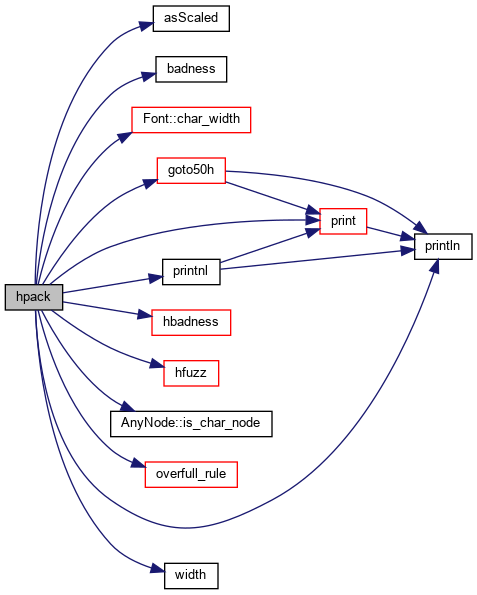 asScaled
badness
Font::char_width
goto50h
print
println
printnl
hpack
hbadness
hfuzz
AnyNode::is_char_node
overfull_rule
width